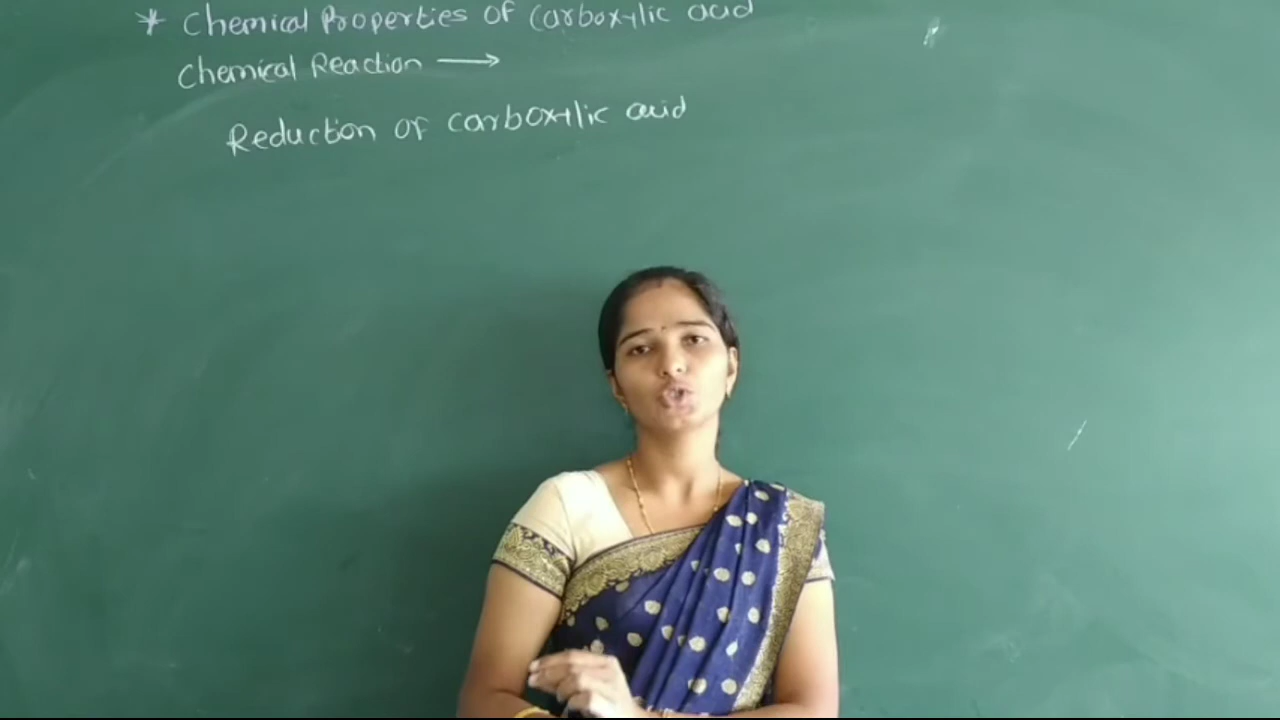 * Chemical Properties of Carboxylic acid
Chemical Reaction →
Reduction of carboxylic acid